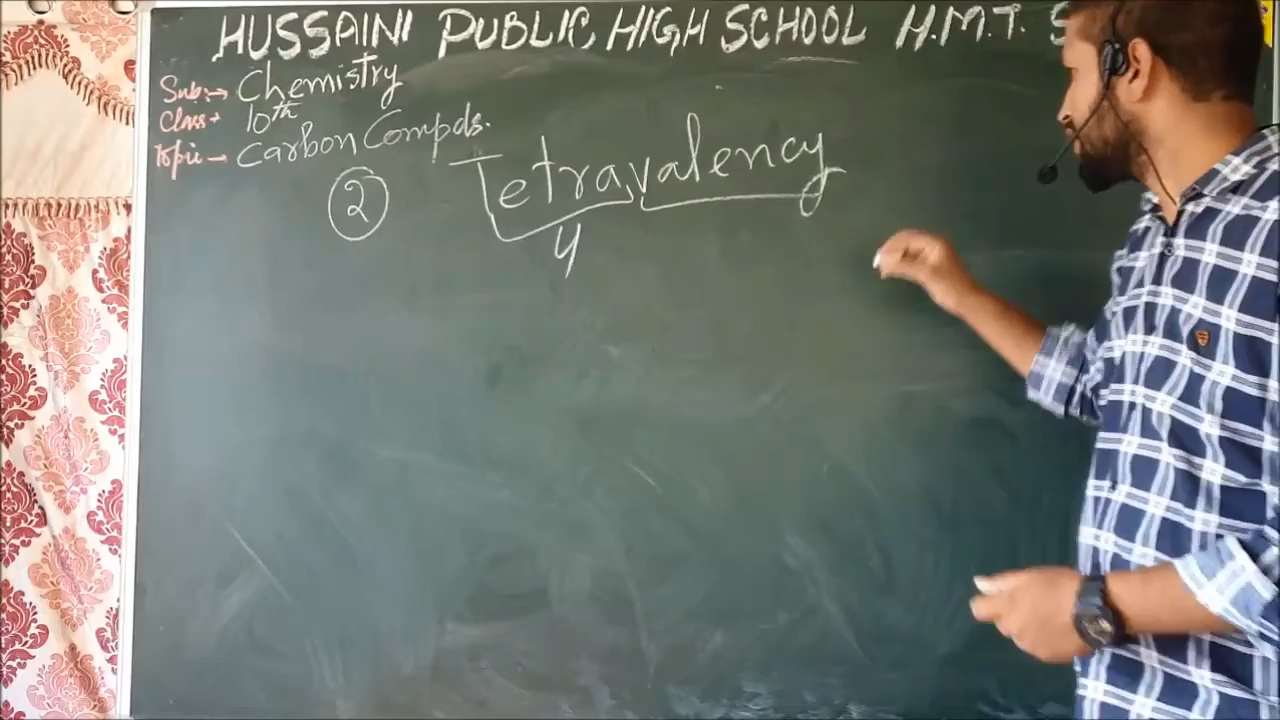 HUSSAINI PUBLIC HIGH SCHOOL H.M.T. S
Sub:→ Chemistry
Class→ 10th
Topic→ Carbon Compds.
2 Tetravalency
4